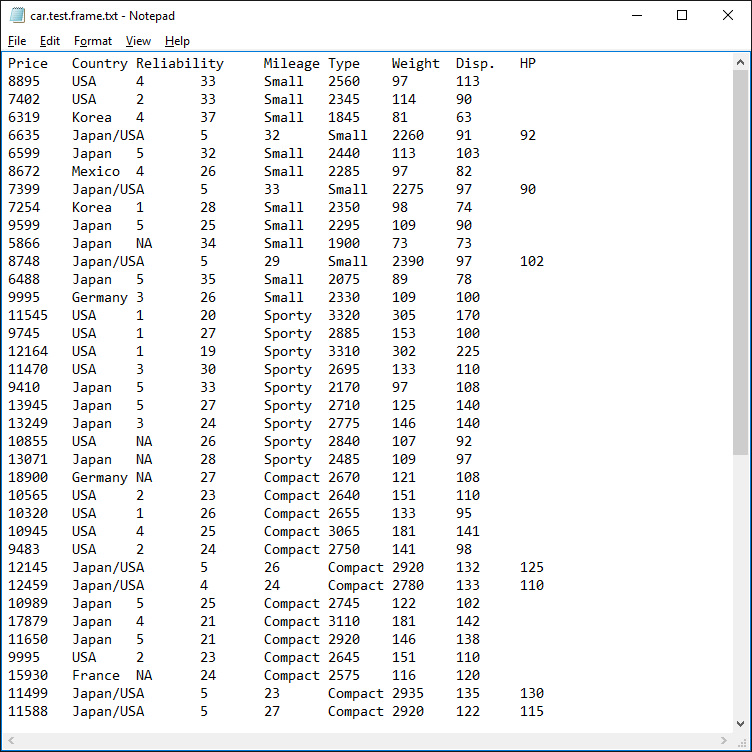 car.test.frame.txt - Notepad
File Edit Format View Help
Price Country Reliability Mileage Type Weight Disp. HP
8895 USA 4 33 Small 2560 97 113
7402 USA 2 33 Small 2345 114 90
6319 Korea 4 37 Small 1845 81 63
6635 Japan/USA 5 32 Small 2260 91 92
6599 Japan 5 32 Small 2440 113 103
8672 Mexico 4 26 Small 2285 97 82
7399 Japan/USA 5 33 Small 2275 97 90
7254 Korea 1 28 Small 2350 98 74
9599 Japan 5 25 Small 2295 109 90
5866 Japan NA 34 Small 1900 73 73
8748 Japan/USA 5 29 Small 2390 97 102
6488 Japan 5 35 Small 2075 89 78
9995 Germany 3 26 Small 2330 109 100
11545 USA 1 20 Sporty 3320 305 170
9745 USA 1 27 Sporty 2885 153 100
12164 USA 1 19 Sporty 3310 302 225
11470 USA 3 30 Sporty 2695 133 110
9410 Japan 5 33 Sporty 2170 97 108
13945 Japan 5 27 Sporty 2710 125 140
13249 Japan 3 24 Sporty 2775 146 140
10855 USA NA 26 Sporty 2840 107 92
13071 Japan NA 28 Sporty 2485 109 97
18900 Germany NA 27 Compact 2670 121 108
10565 USA 2 23 Compact 2640 151 110
10320 USA 1 26 Compact 2655 133 95
10945 USA 4 25 Compact 3065 181 141
9483 USA 2 24 Compact 2750 141 98
12145 Japan/USA 5 26 Compact 2920 132 125
12459 Japan/USA 4 24 Compact 2780 133 110
10989 Japan 5 25 Compact 2745 122 102
17879 Japan 4 21 Compact 3110 181 142
11650 Japan 5 21 Compact 2920 146 138
9995 USA 2 23 Compact 2645 151 110
15930 France NA 24 Compact 2575 116 120
11499 Japan/USA 5 23 Compact 2935 135 130
11588 Japan/USA 5 27 Compact 2920 122 115